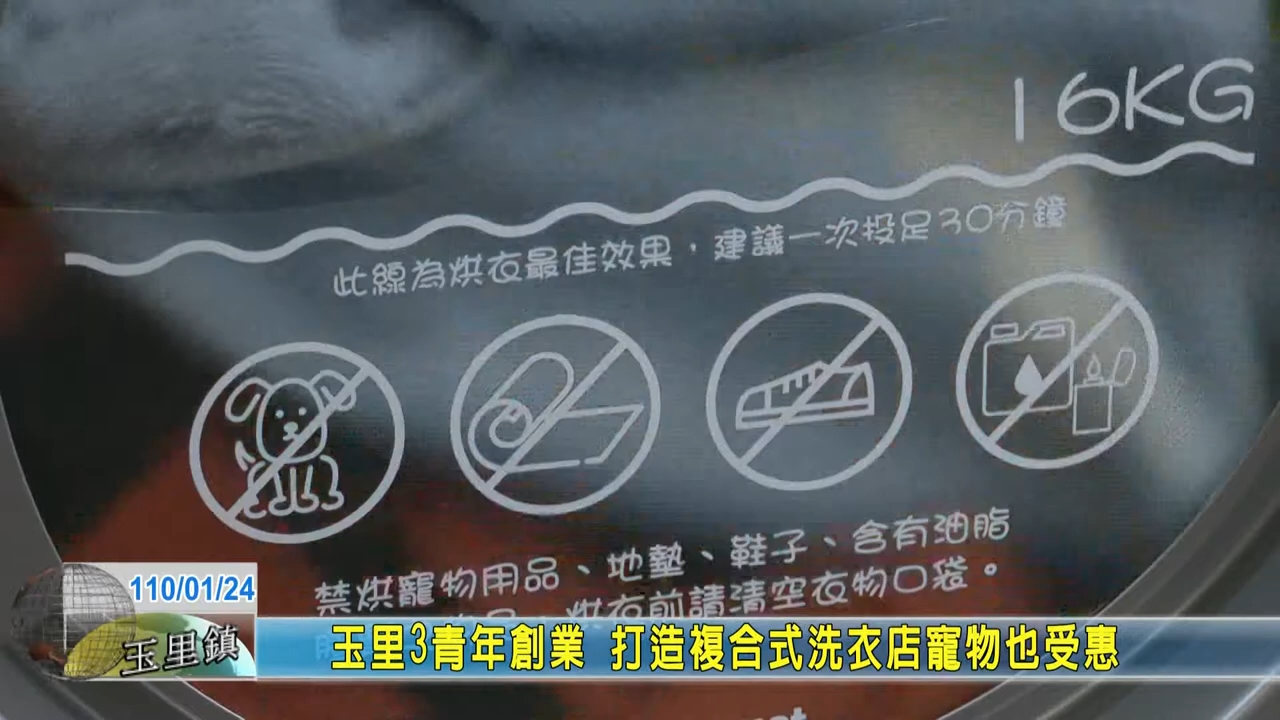 16KG
此線為烘衣最佳效果，建議一次投足30分鐘
禁烘寵物用品、地墊、鞋子、含有油脂
烘衣前請清空衣物口袋。
110/01/24
玉里鎮
玉里3青年創業 打造複合式洗衣店寵物也受惠